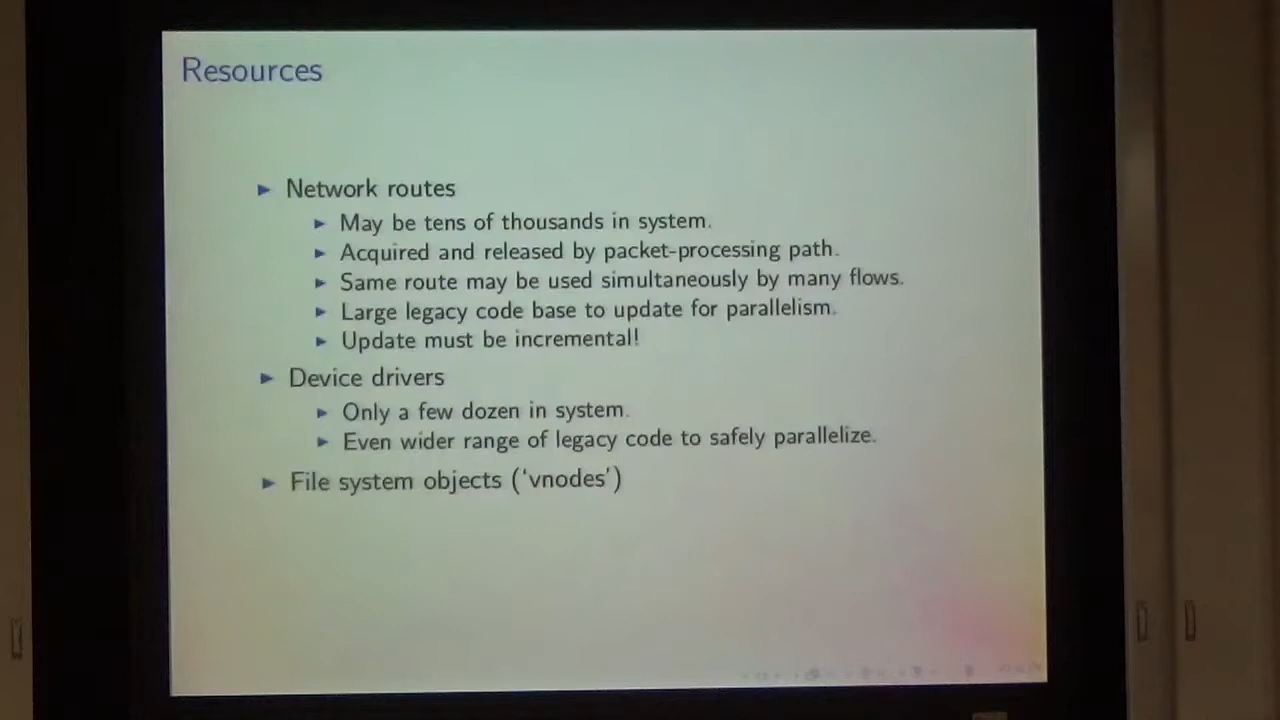 Resources
Network routes
May be tens of thousands in system.
Acquired and released by packet-processing path.
Same route may be used simultaneously by many flows.
Large legacy code base to update for parallelism.
Update must be incremental!
Device drivers
Only a few dozen in system.
Even wider range of legacy code to safely parallelize.
File system objects (‘vnodes’)